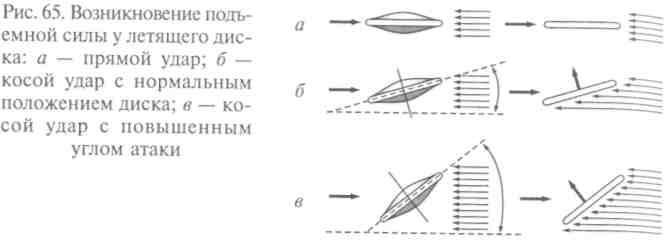 Рис. 65. Возникновение подъ-
емной силы у летящего дис-
ка: а — прямой удар; б —
косой удар с нормальным
положением диска; в — ко-
сой удар с повышенным
углом атаки
а
б
в